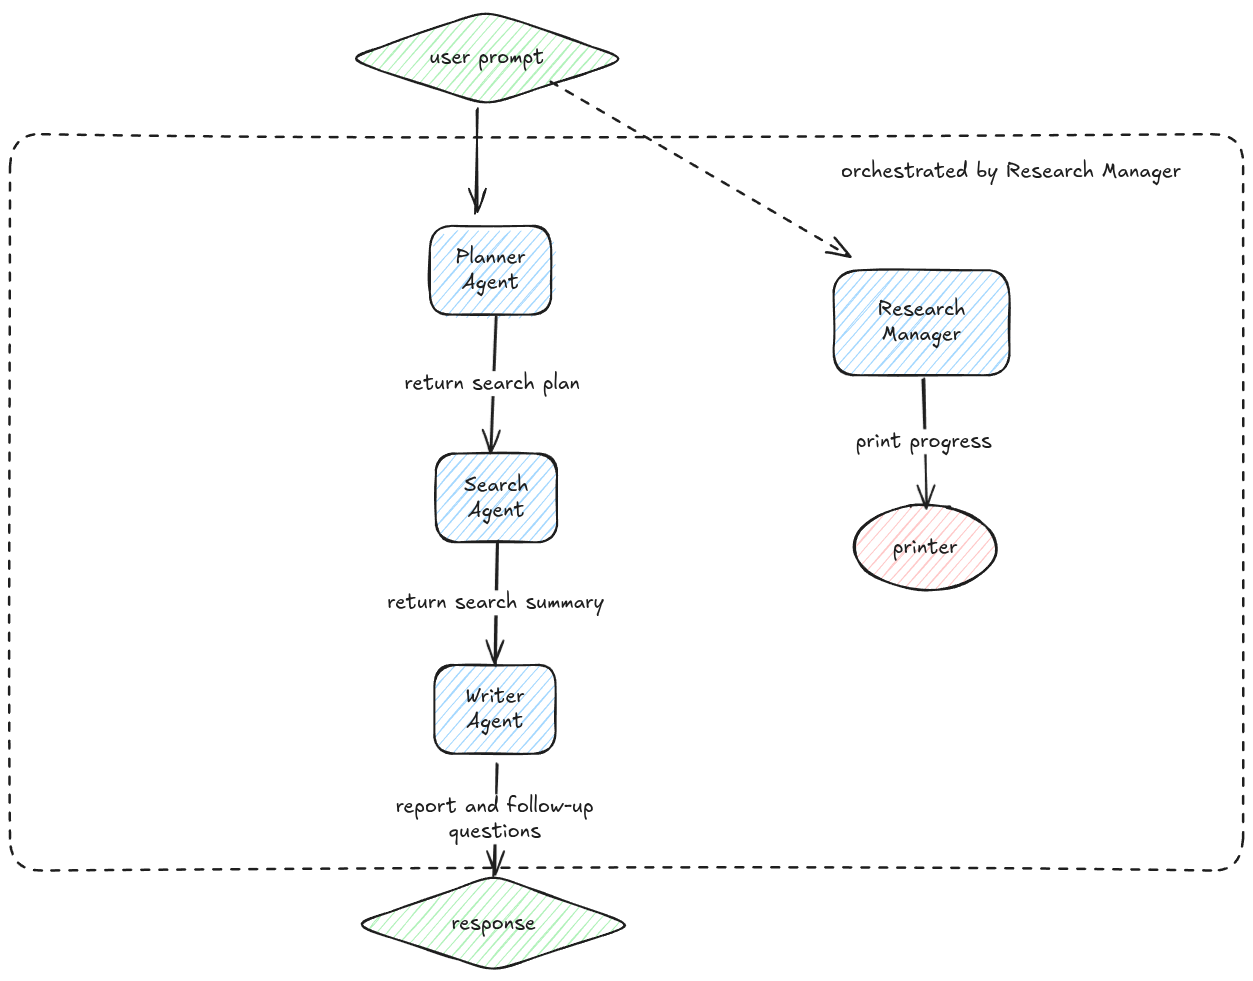 user prompt
orchestrated by Research Manager
Planner
Agent
Research
Manager
return search plan
print progress
Search
Agent
printer
return search summary
Writer
Agent
report and follow-up
questions
response